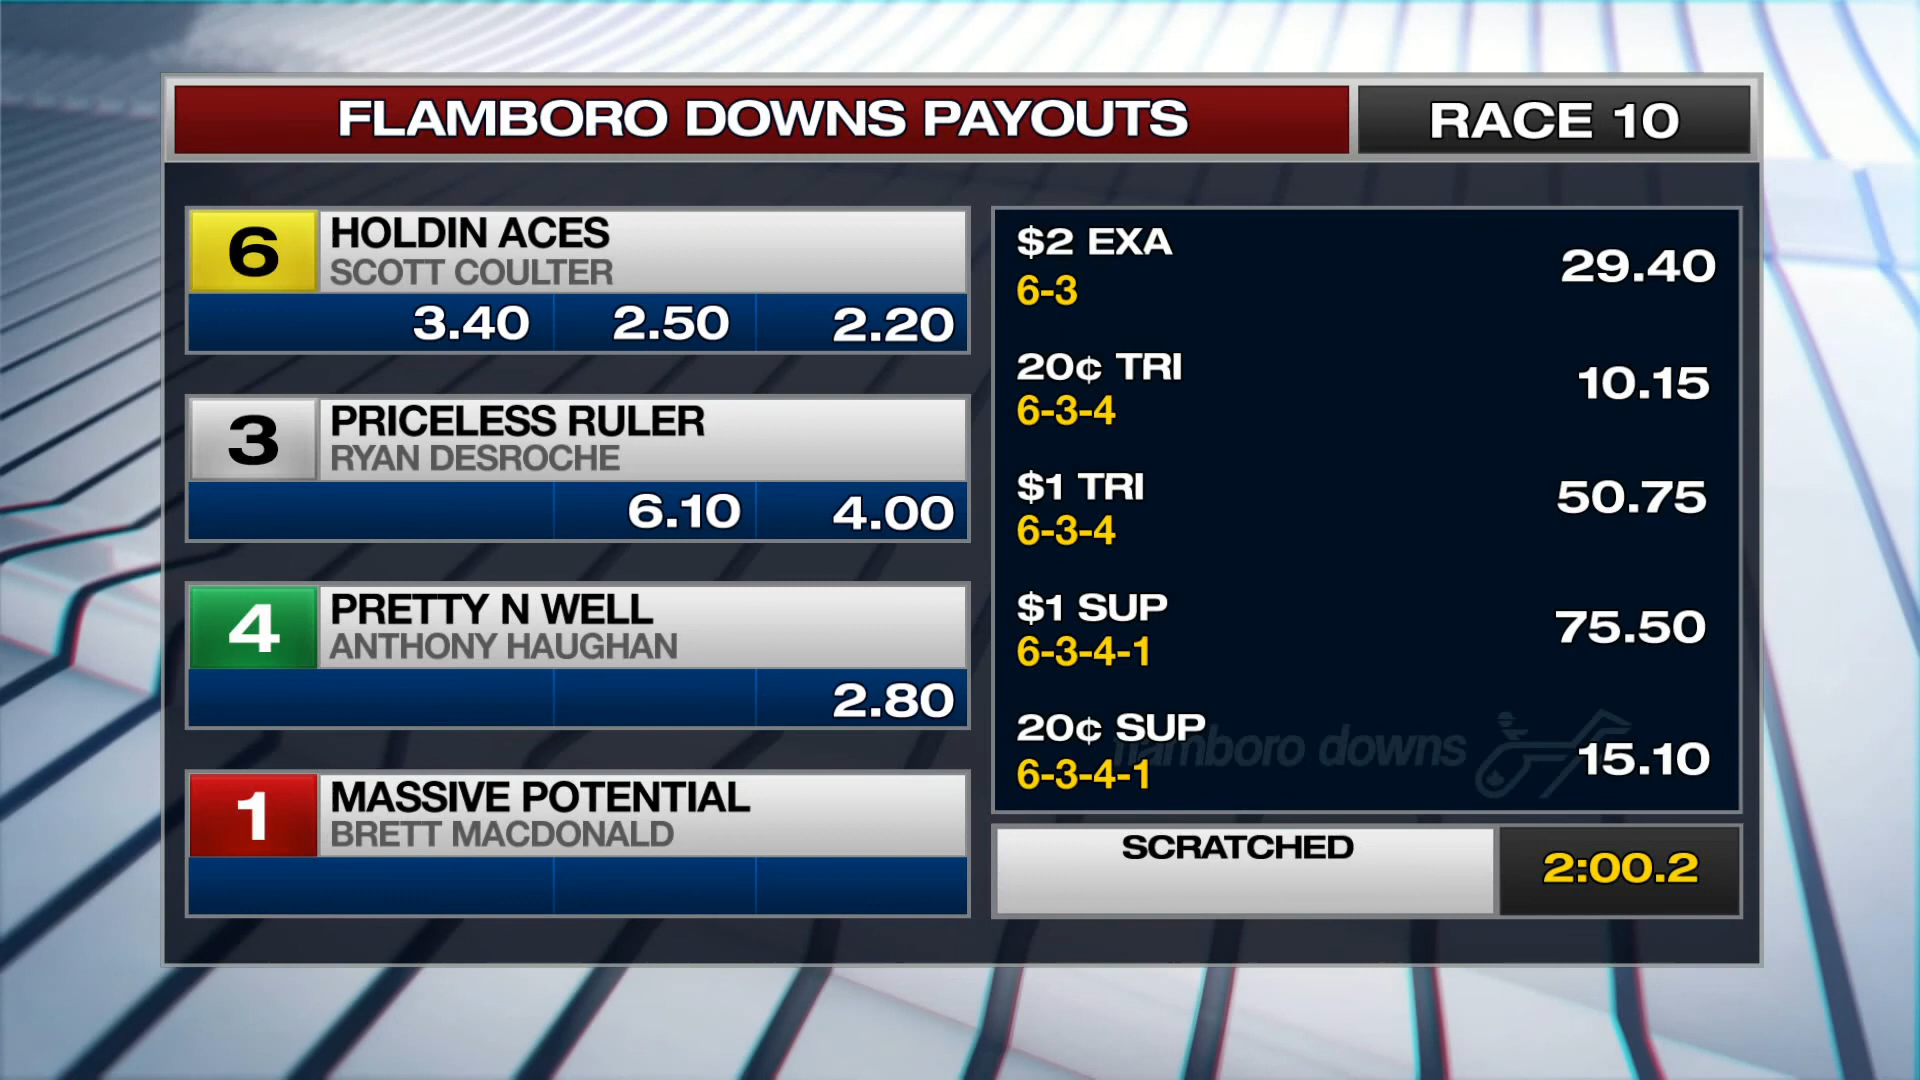 FLAMBORO DOWNS PAYOUTS
RACE 10
6
HOLDIN ACES
SCOTT COULTER
3.40 2.50 2.20
3
PRICELESS RULER
RYAN DESROCHE
6.10 4.00
4
PRETTY N WELL
ANTHONY HAUGHAN
2.80
1
MASSIVE POTENTIAL
BRETT MACDONALD
$2 EXA
6-3
29.40
20¢ TRI
6-3-4
10.15
$1 TRI
6-3-4
50.75
$1 SUP
6-3-4-1
75.50
20¢ SUP
6-3-4-1
15.10
flamboro downs
SCRATCHED
2:00.2